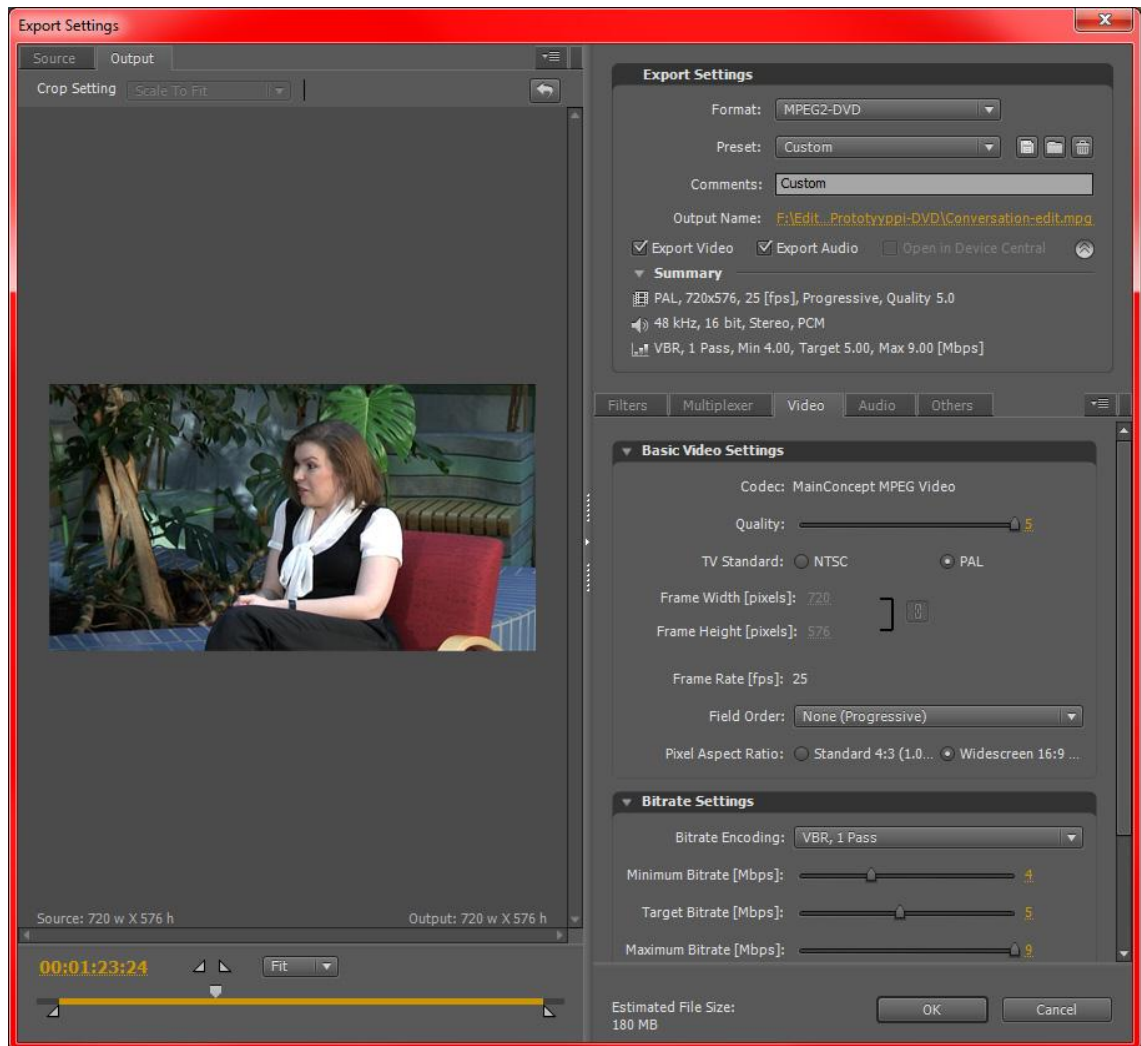 Export Settings
Source Output
Crop Setting Scale To Fit
Source: 720 w X 576 h Output: 720 w X 576 h
00:01:23:24 Fit
Export Settings
Format: MPEG2-DVD
Preset: Custom
Comments: Custom
Output Name: F:\Edit...Prototyyppi-DVD\Conversation-edit.mpg
Export Video Export Audio Open in Device Central
Summary
PAL, 720x576, 25 [fps], Progressive, Quality 5.0
48 kHz, 16 bit, Stereo, PCM
VBR, 1 Pass, Min 4.00, Target 5.00, Max 9.00 [Mbps]
Filters Multiplexer Video Audio Others
Basic Video Settings
Codec: MainConcept MPEG Video
Quality: 5
TV Standard: NTSC PAL
Frame Width [pixels]: 720
Frame Height [pixels]: 576
Frame Rate [fps]: 25
Field Order: None (Progressive)
Pixel Aspect Ratio: Standard 4:3 (1.0... Widescreen 16:9 ...
Bitrate Settings
Bitrate Encoding: VBR, 1 Pass
Minimum Bitrate [Mbps]: 4
Target Bitrate [Mbps]: 5
Maximum Bitrate [Mbps]: 9
Estimated File Size:
180 MB
OK Cancel